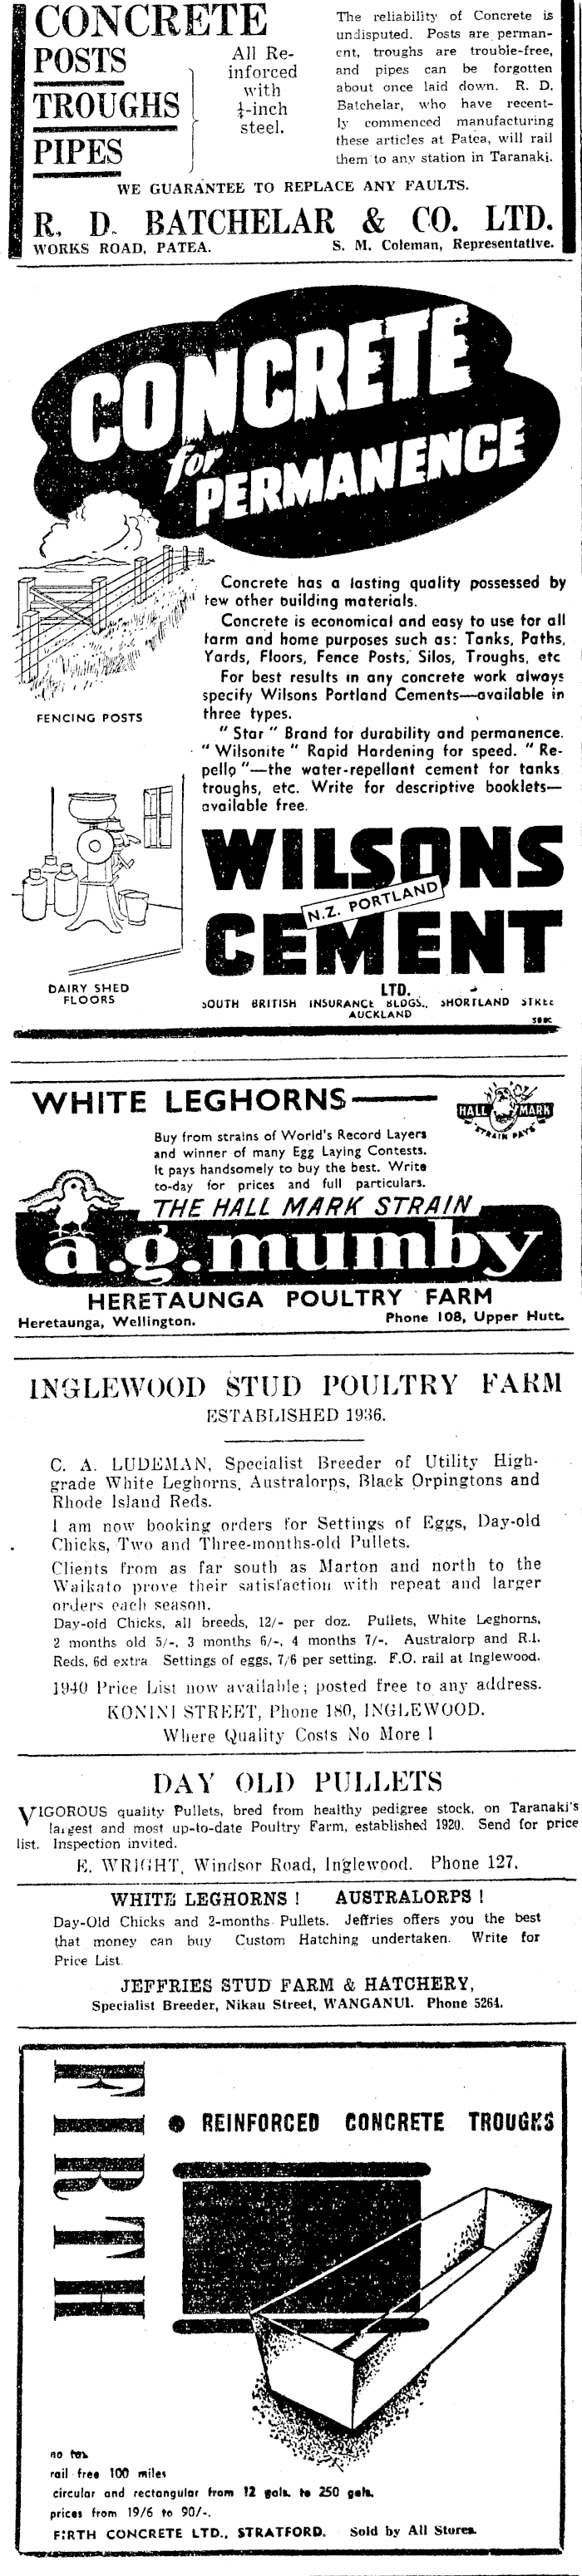 CONCRETE
POSTS
TROUGHS
PIPES
All Re-
inforced
with
¼-inch
steel.
The reliability of Concrete is
undisputed. Posts are perman-
ent, troughs are trouble-free,
and pipes can be forgotten
about once laid down. R. D.
Batchelar, who have recent-
ly commenced manufacturing
these articles at Patea, will rail
them to any station in Taranaki.
WE GUARANTEE TO REPLACE ANY FAULTS.
R. D. BATCHELAR & CO. LTD.
WORKS ROAD, PATEA. S. M. Coleman, Representative.
CONCRETE
for
PERMANENCE
Concrete has a lasting quality possessed by
few other building materials.
Concrete is economical and easy to use for all
farm and home purposes such as: Tanks, Paths,
Yards, Floors, Fence Posts, Silos, Troughs, etc
For best results in any concrete work always
specify Wilsons Portland Cements—available in
three types.
"Star" Brand for durability and permanence.
"Wilsonite" Rapid Hardening for speed. "Re-
pello"—the water-repellant cement for tanks
troughs, etc. Write for descriptive booklets—
available free.
FENCING POSTS
DAIRY SHED
FLOORS
WILSONS
N.Z. PORTLAND
CEMENT
LTD.
SOUTH BRITISH INSURANCE BLDGS., SHORTLAND STREE
AUCKLAND
WHITE LEGHORNS
HALL MARK
"STRAIN PAYS"
Buy from strains of World's Record Layers
and winner of many Egg Laying Contests.
It pays handsomely to buy the best. Write
to-day for prices and full particulars.
THE HALL MARK STRAIN
a.g.mumby
HERETAUNGA POULTRY FARM
Heretaunga, Wellington. Phone 108, Upper Hutt.
INGLEWOOD STUD POULTRY FARM
ESTABLISHED 1936.
C. A. LUDEMAN, Specialist Breeder of Utility High-
grade White Leghorns, Australorps, Black Orpingtons and
Rhode Island Reds.
I am now booking orders for Settings of Eggs, Day-old
Chicks, Two and Three-months-old Pullets.
Clients from as far south as Marton and north to the
Waikato prove their satisfaction with repeat and larger
orders each season.
Day-old Chicks, all breeds, 12/- per doz. Pullets, White Leghorns,
2 months old 5/-, 3 months 6/-, 4 months 7/-. Australorp and R.I.
Reds, 6d extra. Settings of eggs, 7/6 per setting. F.O. rail at Inglewood.
1940 Price List now available; posted free to any address.
KONINI STREET, Phone 180, INGLEWOOD.
Where Quality Costs No More !
DAY OLD PULLETS
VIGOROUS quality Pullets, bred from healthy pedigree stock, on Taranaki's
largest and most up-to-date Poultry Farm, established 1920. Send for price
list. Inspection invited.
E. WRIGHT, Windsor Road, Inglewood. Phone 127.
WHITE LEGHORNS ! AUSTRALORPS !
Day-Old Chicks and 2-months Pullets. Jeffries offers you the best
that money can buy Custom Hatching undertaken. Write for
Price List.
JEFFRIES STUD FARM & HATCHERY,
Specialist Breeder, Nikau Street, WANGANUI. Phone 5264.
FIRTH
● REINFORCED CONCRETE TROUGHS
no tax
rail free 100 miles
circular and rectangular from 12 gals. to 250 gals.
prices from 19/6 to 90/-.
FIRTH CONCRETE LTD., STRATFORD. Sold by All Stores.